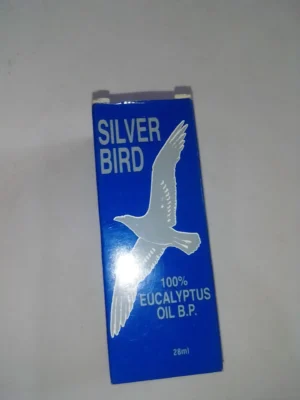 SILVER
BIRD
100%
EUCALYPTUS
OIL B.P.
28ml